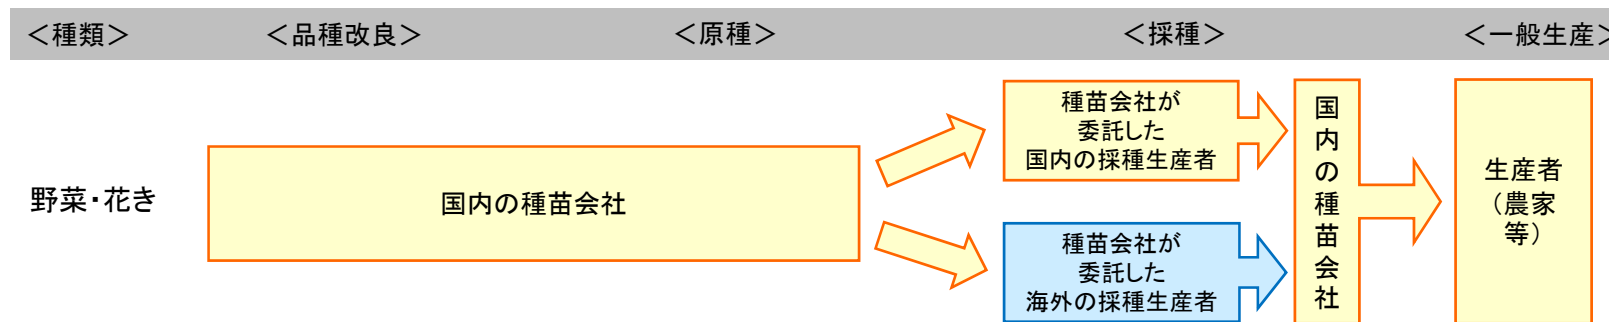 ＜種類＞ ＜品種改良＞ ＜原種＞ ＜採種＞ ＜一般生産＞
野菜・花き
国内の種苗会社
種苗会社が
委託した
国内の採種生産者
種苗会社が
委託した
海外の採種生産者
国内の種苗会社
生産者
（農家
等）